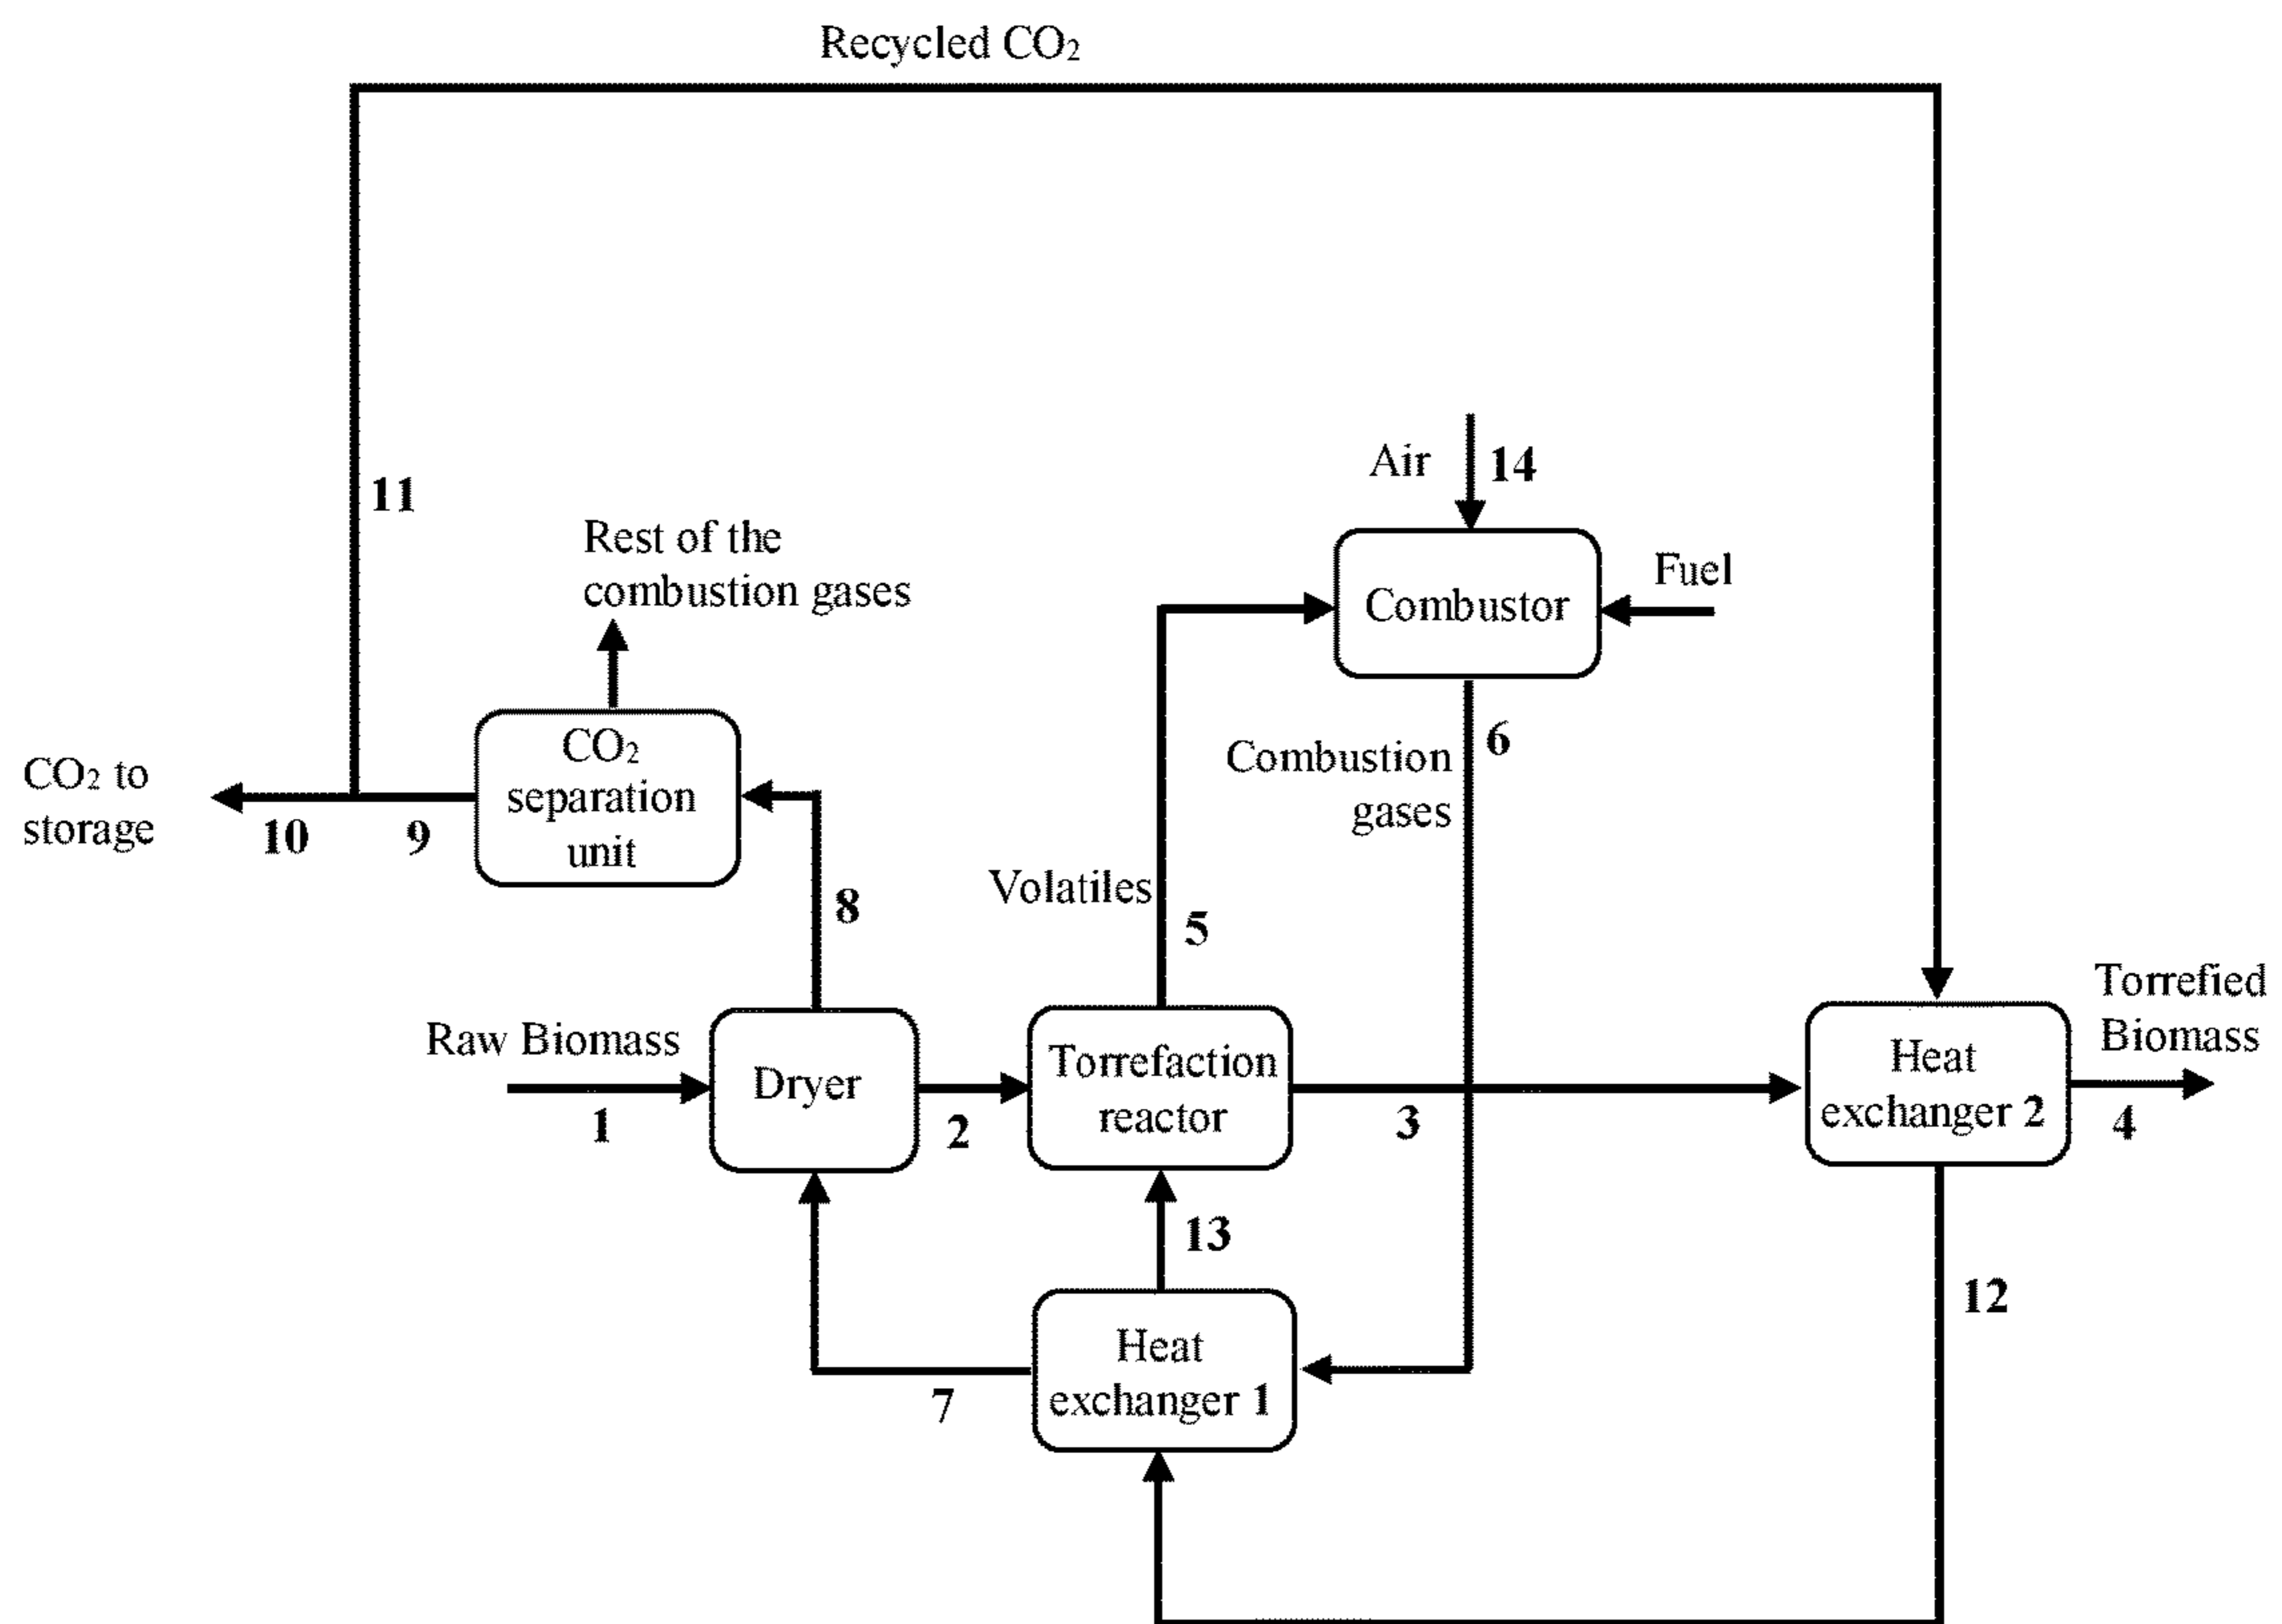 Recycled CO₂
11
Rest of the
combustion gases
Air
14
Fuel
Combustor
CO₂
separation
unit
CO₂ to
storage
10
9
8
Combustion
gases
6
Volatiles
5
Raw Biomass
1
Dryer
2
Torrefaction
reactor
3
Heat
exchanger 2
Torrefied
Biomass
4
13
12
Heat
exchanger 1
7